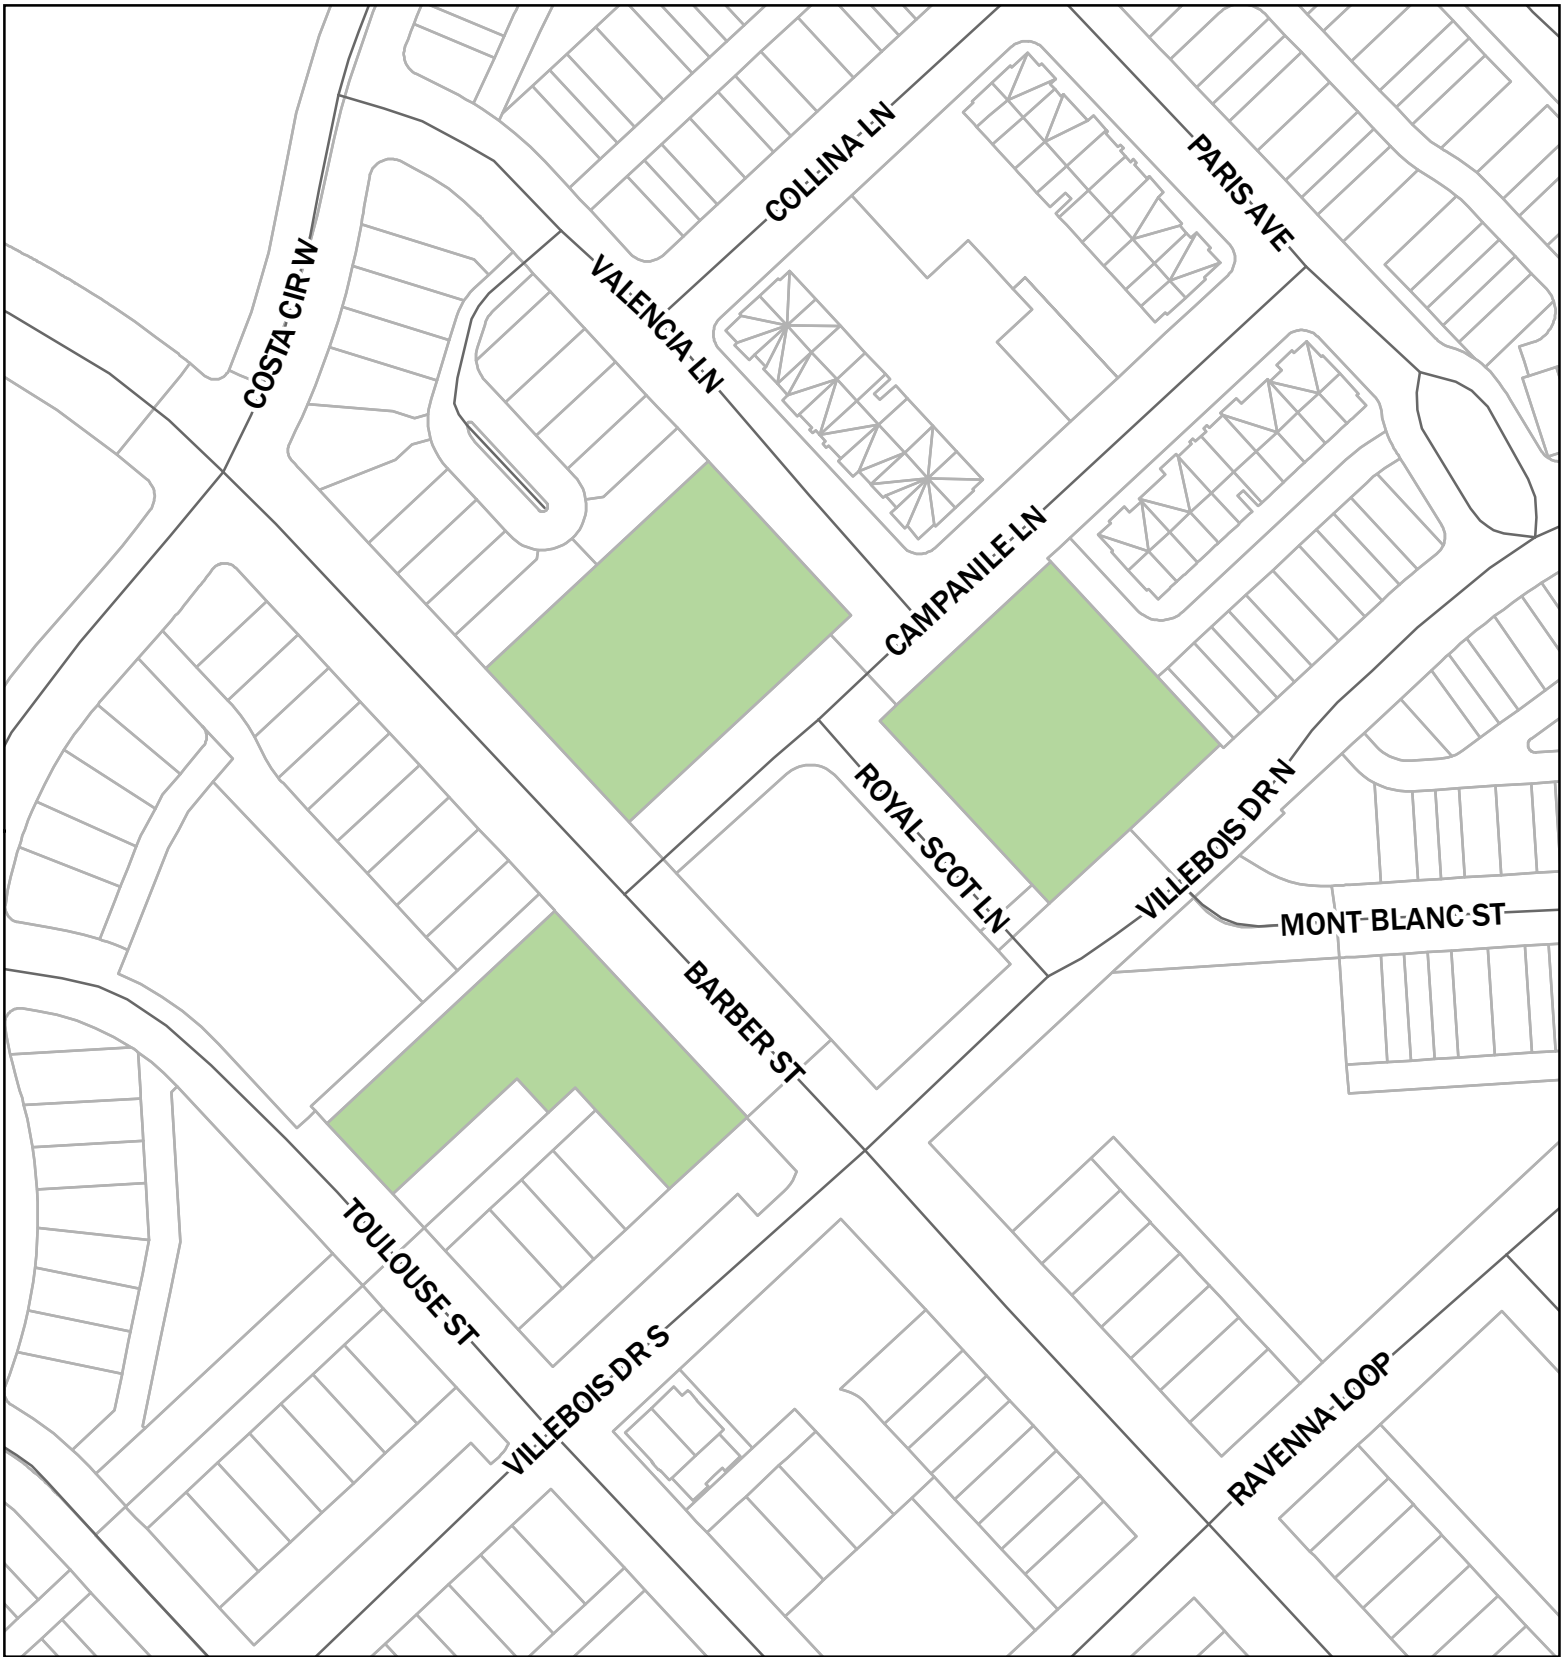 COLLINA LN
PARIS AVE
COSTA CIR W
VALENCIA LN
CAMPANILE LN
ROYAL SCOT LN
VILLEBOIS DR N
MONT BLANC ST
BARBER ST
TOULOUSE ST
VILLEBOIS DR S
RAVENNA LOOP